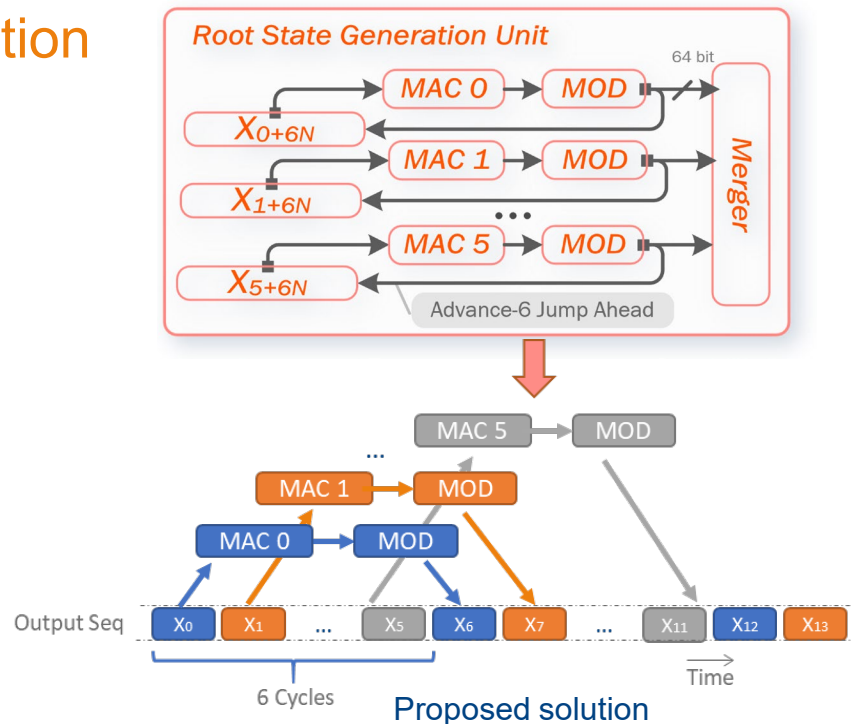 tion
Root State Generation Unit
64 bit
MAC 0 MOD
X0+6N
MAC 1 MOD
X1+6N
...
MAC 5 MOD
X5+6N
Merger
Advance-6 Jump Ahead
MAC 5 MOD
...
MAC 1 MOD
MAC 0 MOD
Output Seq X0 X1 ... X5 X6 X7 ... X11 X12 X13
Time
6 Cycles
Proposed solution